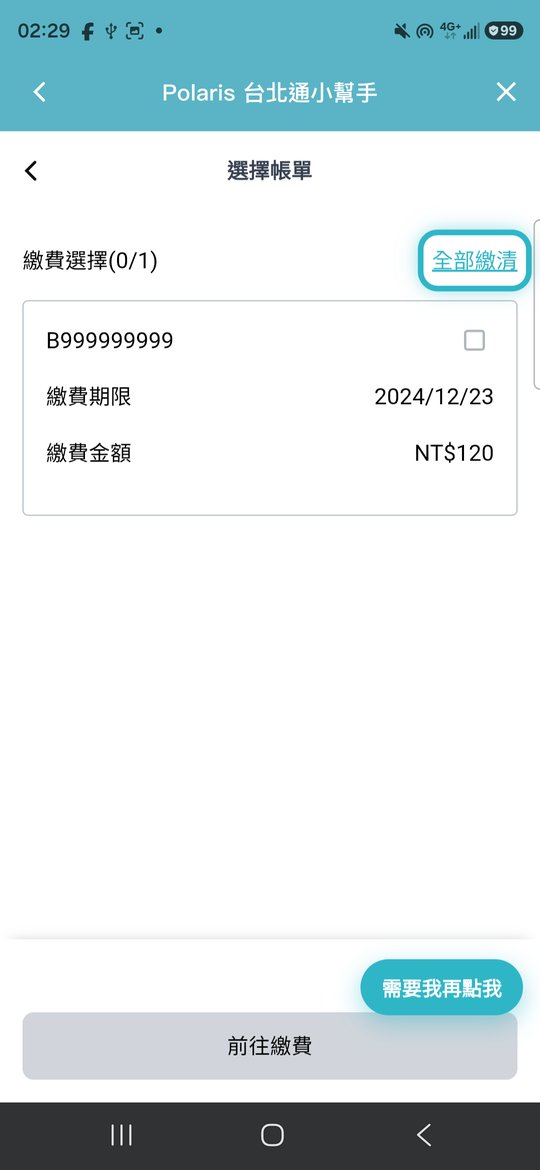 02:29
4G+
99
Polaris 台北通小幫手
選擇帳單
繳費選擇(0/1)
全部繳清
B999999999
繳費期限
2024/12/23
繳費金額
NT$120
需要我再點我
前往繳費